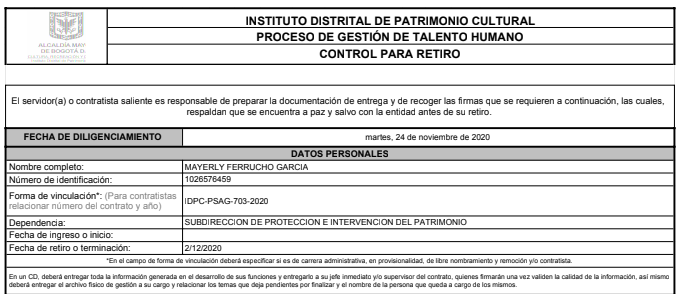 INSTITUTO DISTRITAL DE PATRIMONIO CULTURAL
PROCESO DE GESTIÓN DE TALENTO HUMANO
CONTROL PARA RETIRO
ALCALDÍA MAY
DE BOGOTÁ D.
El servidor(a) o contratista saliente es responsable de preparar la documentación de entrega y de recoger las firmas que se requieren a continuación, las cuales,
respaldan que se encuentra a paz y salvo con la entidad antes de su retiro.
FECHA DE DILIGENCIAMIENTO martes, 24 de noviembre de 2020
DATOS PERSONALES
Nombre completo: MAYERLY FERRUCHO GARCIA
Número de identificación: 1026576459
Forma de vinculación*: (Para contratistas
relacionar número del contrato y año) IDPC-PSAG-703-2020
Dependencia: SUBDIRECCION DE PROTECCION E INTERVENCION DEL PATRIMONIO
Fecha de ingreso o inicio:
Fecha de retiro o terminación: 2/12/2020
*En el campo de forma de vinculación deberá especificar si es de carrera administrativa, en provisionalidad, de libre nombramiento y remoción y/o contratista.
En un CD, deberá entregar toda la información generada en el desarrollo de sus funciones y entregarlo a su jefe inmediato y/o supervisor del contrato, quienes firmarán una vez validen la calidad de la información, así mismo
deberá entregar el archivo físico de gestión a su cargo y relacionar los temas que deja pendientes por finalizar y el nombre de la persona que queda a cargo de los mismos.